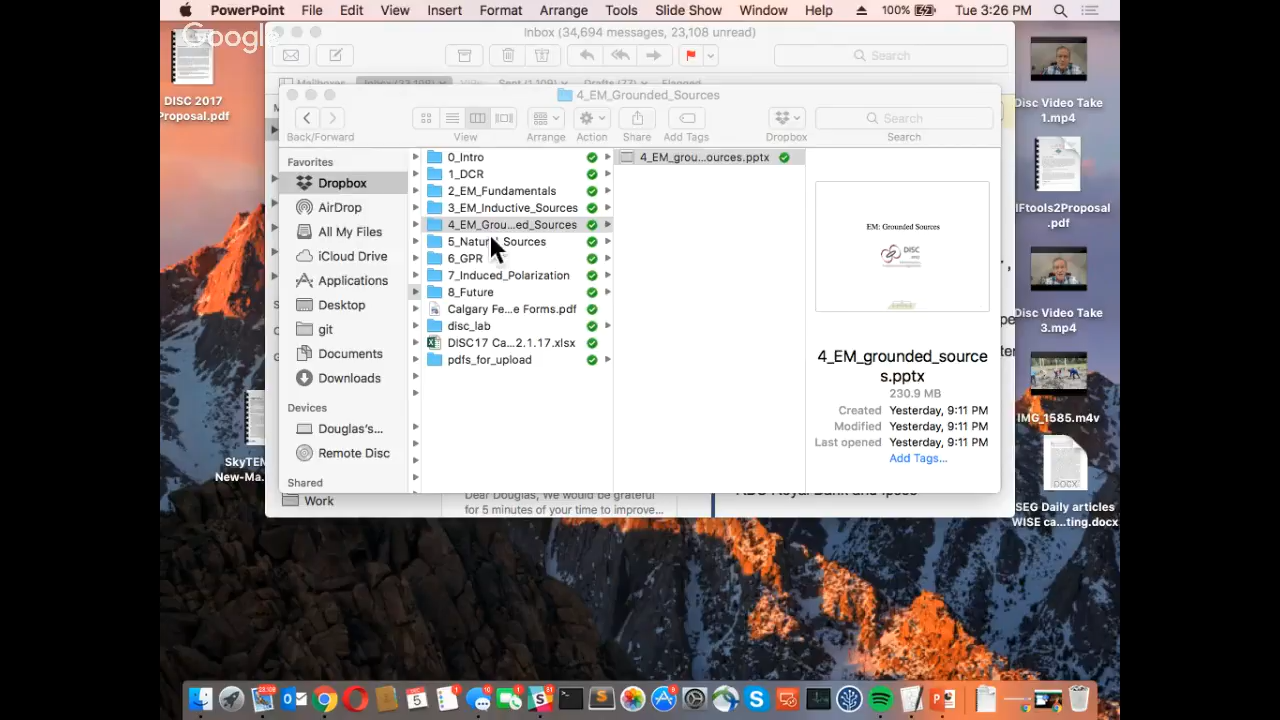 PowerPoint File Edit View Insert Format Arrange Tools Slide Show Window Help 100% Tue 3:26 PM
Google
Inbox (34,694 messages, 23,108 unread)
Search
DISC 2017
Proposal.pdf
4_EM_Grounded_Sources
Search
Back/Forward View Arrange Action Share Add Tags Dropbox Search
Favorites
Dropbox
AirDrop
All My Files
iCloud Drive
Applications
Desktop
git
Documents
Downloads
Devices
Douglas's...
Remote Disc
Shared
Work
0_Intro
1_DCR
2_EM_Fundamentals
3_EM_Inductive_Sources
4_EM_Grou...ed_Sources
6_GPR
7_Induced_Polarization
8_Future
Calgary Fe...e Forms.pdf
disc_lab
DISC17 Ca...2.1.17.xlsx
pdfs_for_upload
4_EM_grou...ources.pptx
EM: Grounded Sources
DISC
4_EM_grounded_source
s.pptx
230.9 MB
Created Yesterday, 9:11 PM
Modified Yesterday, 9:11 PM
Last opened Yesterday, 9:11 PM
Add Tags...
Dear Douglas, We would be grateful
for 5 minutes of your time to improve...
Disc Video Take
1.mp4
IFtools2Proposal
.pdf
Disc Video Take
3.mp4
IMG_1585.m4v
DOCX
SEG Daily articles
WISE ca...ting.docx
SkyTEM
New-Ma...